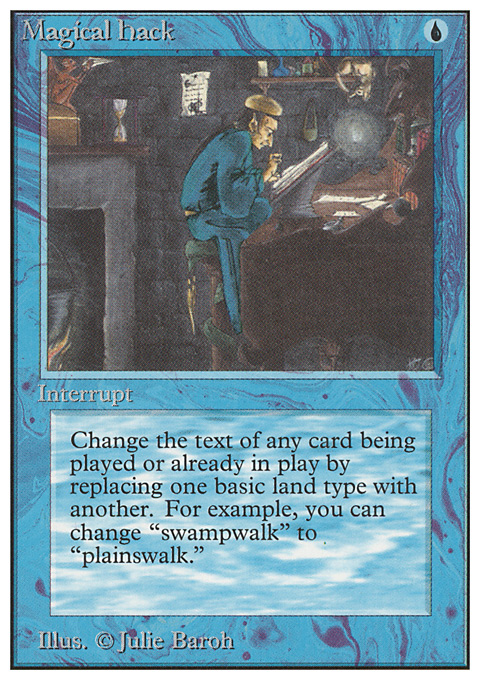 Magical Hack
Interrupt
Change the text of any card being
played or already in play by
replacing one basic land type with
another. For example, you can
change “swampwalk” to
“plainswalk.”
Illus. © Julie Baroh